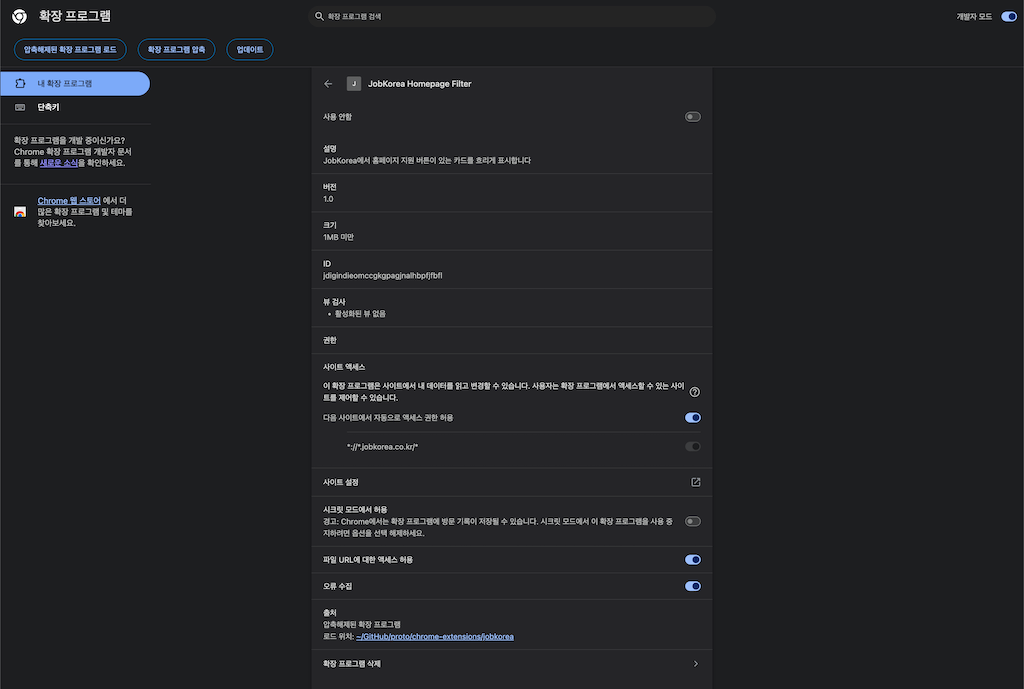 확장 프로그램
확장 프로그램 검색
개발자 모드
압축해제된 확장 프로그램 로드
확장 프로그램 압축
업데이트
내 확장 프로그램
단축키
확장 프로그램을 개발 중이신가요?
Chrome 확장 프로그램 개발자 문서
를 통해 새로운 소식을 확인하세요.
Chrome 웹 스토어 에서 더
많은 확장 프로그램 및 테마를
찾아보세요.
J
JobKorea Homepage Filter
사용 안함
설명
JobKorea에서 홈페이지 지원 버튼이 있는 카드를 흐리게 표시합니다
버전
1.0
크기
1MB 미만
ID
jdlgindieomccgkgpagjnalhbpfjfbfl
뷰 검사
• 활성화된 뷰 없음
권한
사이트 액세스
이 확장 프로그램은 사이트에서 내 데이터를 읽고 변경할 수 있습니다. 사용자는 확장 프로그램에서 액세스할 수 있는 사이
트를 제어할 수 있습니다.
다음 사이트에서 자동으로 액세스 권한 허용
*://*.jobkorea.co.kr/*
사이트 설정
시크릿 모드에서 허용
경고: Chrome에서는 확장 프로그램에 방문 기록이 저장될 수 있습니다. 시크릿 모드에서 이 확장 프로그램을 사용 중
지하려면 옵션을 선택 해제하세요.
파일 URL에 대한 액세스 허용
오류 수집
출처
압축해제된 확장 프로그램
로드 위치: ~/GitHub/proto/chrome-extensions/jobkorea
확장 프로그램 삭제